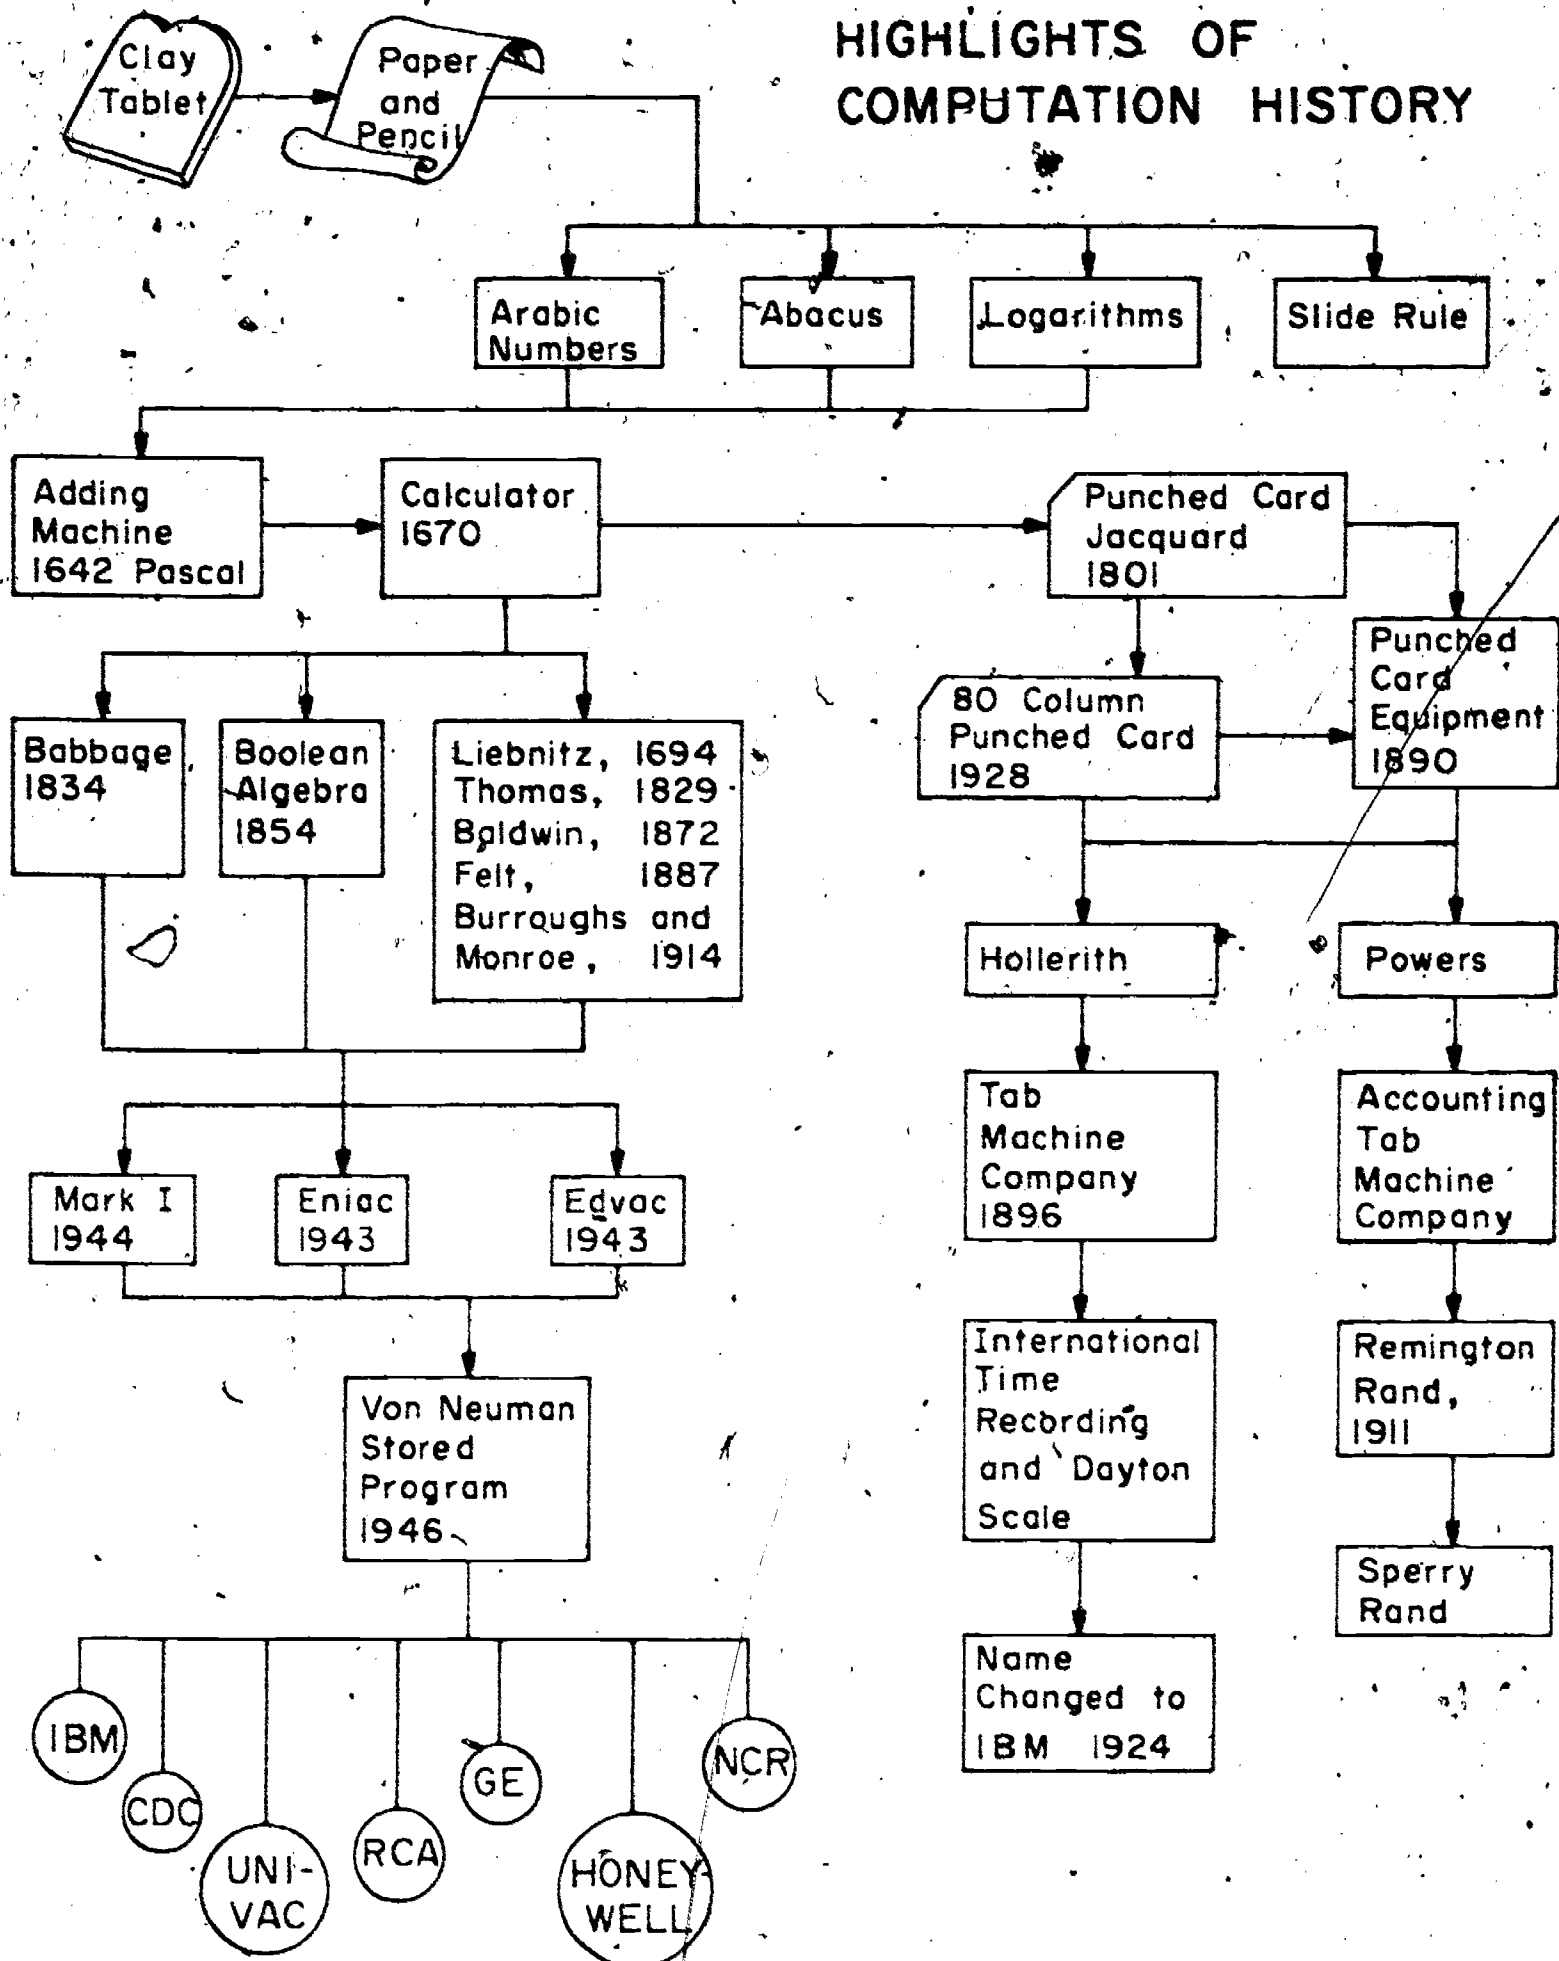 HIGHLIGHTS OF
COMPUTATION HISTORY
Clay
Tablet
Paper
and
Pencil
Arabic
Numbers
Abacus
Logarithms
Slide Rule
Adding
Machine
1642 Pascal
Calculator
1670
Punched Card
Jacquard
1801
Punched
Card
Equipment
1890
80 Column
Punched Card
1928
Babbage
1834
Boolean
Algebra
1854
Liebnitz, 1694
Thomas, 1829
Baldwin, 1872
Felt, 1887
Burroughs and
Monroe, 1914
Hollerith
Powers
Tab
Machine
Company
1896
Accounting
Tab
Machine
Company
Mark I
1944
Eniac
1943
Edvac
1943
International
Time
Recording
and Dayton
Scale
Remington
Rand,
1911
Von Neuman
Stored
Program
1946
Sperry
Rand
Name
Changed to
IBM 1924
IBM
CDC
UNI-
VAC
RCA
GE
HONEY-
WELL
NCR